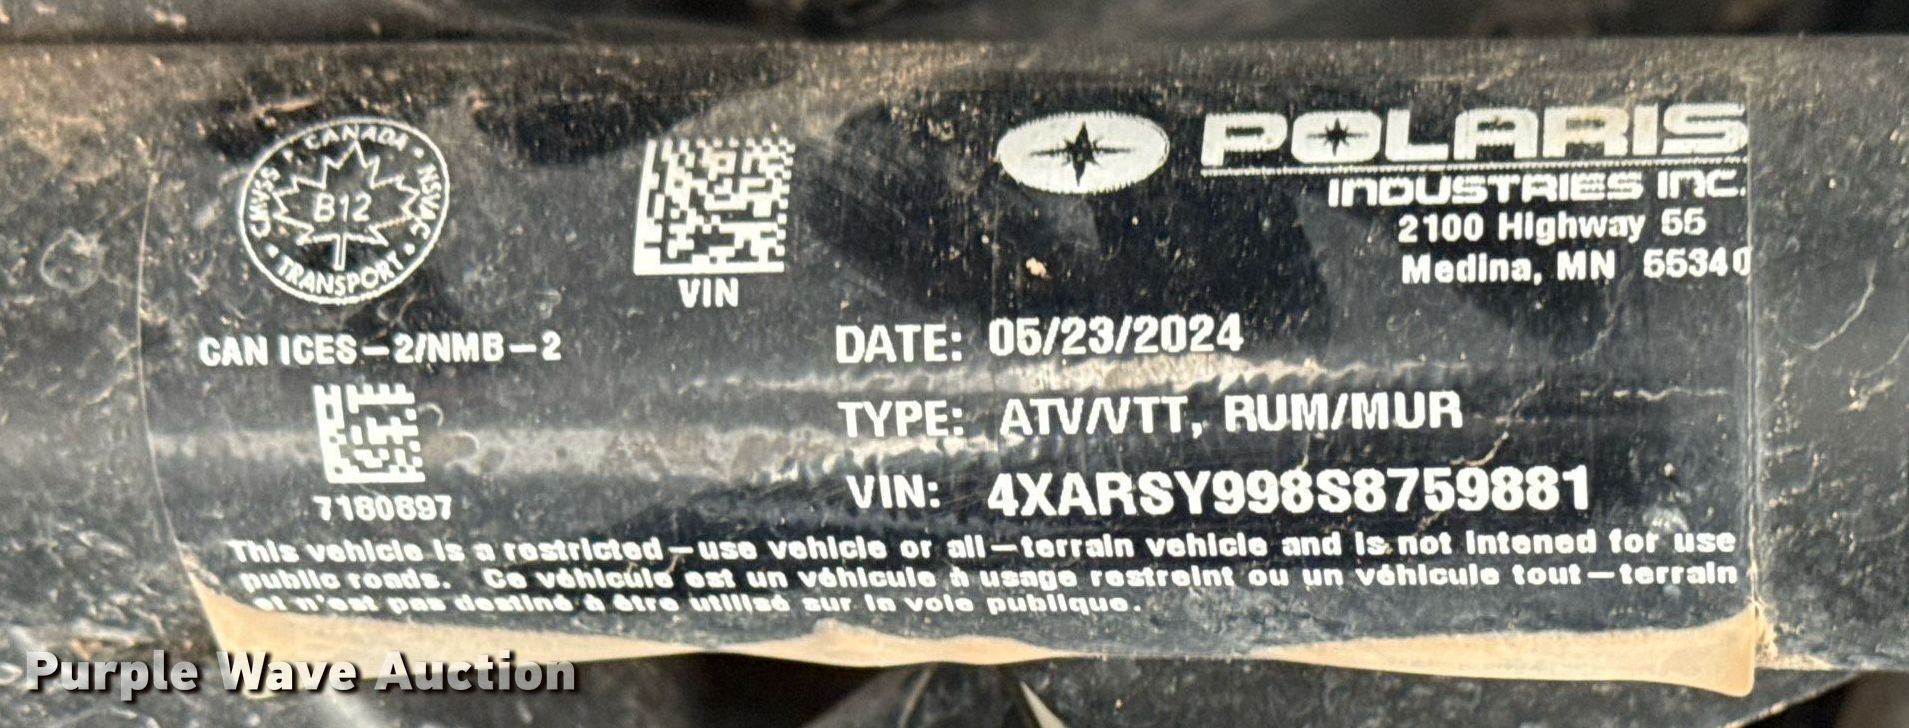 CANADA
CMVSS
NSVAC
B12
TRANSPORT
VIN
POLARIS
INDUSTRIES INC.
2100 Highway 55
Medina, MN 55340
CAN ICES-2/NMB-2
7180897
DATE: 05/23/2024
TYPE: ATV/VTT, RUM/MUR
VIN: 4XARSY998S8759881
This vehicle is a restricted-use vehicle or all-terrain vehicle and is not intened for use
public roads. Ce véhicule est un véhicule à usage restreint ou un véhicule tout-terrain
et n'est pas destiné à être utilisé sur la voie publique.
Purple Wave Auction